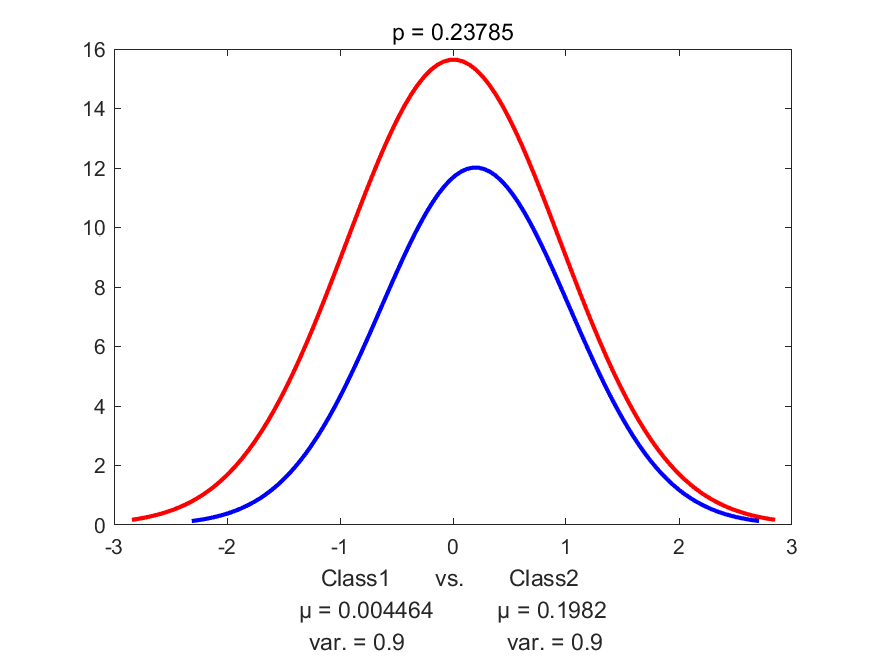 p = 0.23785
16
14
12
10
8
6
4
2
0
-3 -2 -1 0 1 2 3
Class1 vs. Class2
μ = 0.004464 μ = 0.1982
var. = 0.9 var. = 0.9